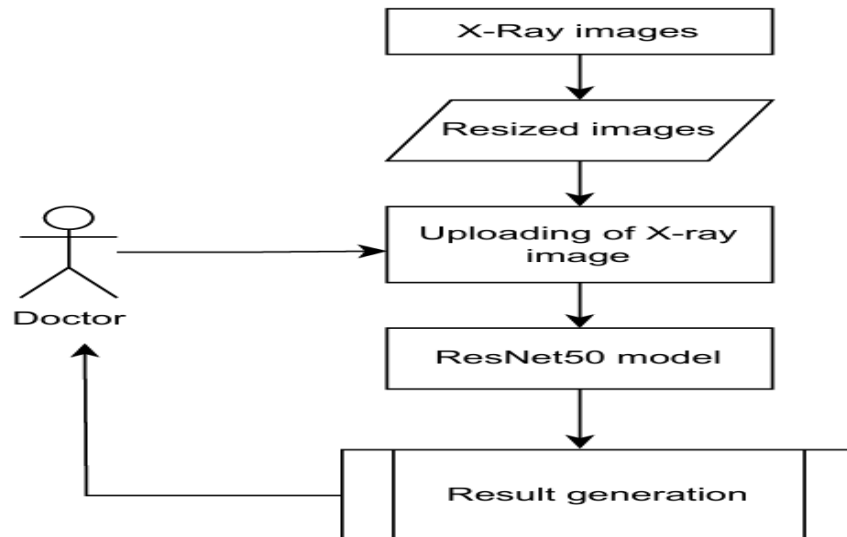 X-Ray images
Resized images
Uploading of X-ray
image
Doctor
ResNet50 model
Result generation